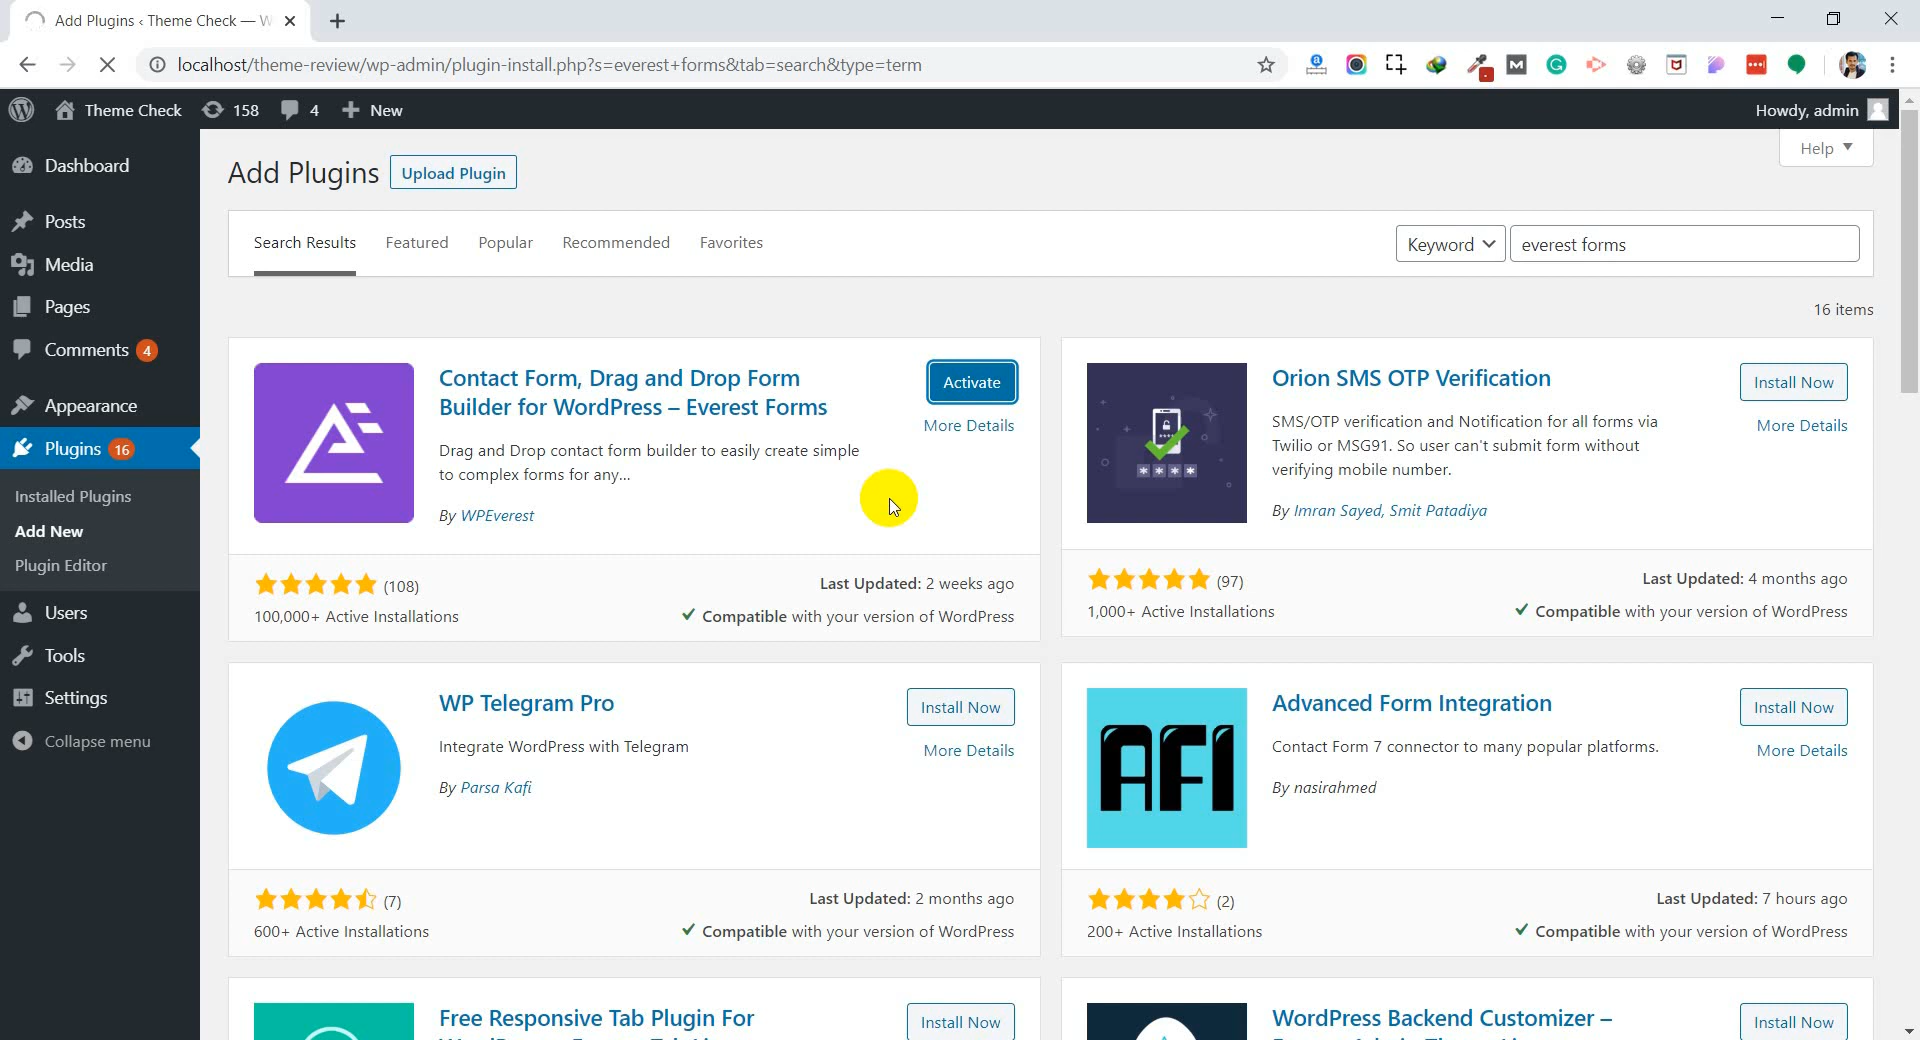 Add Plugins ‹ Theme Check — W
localhost/theme-review/wp-admin/plugin-install.php?s=everest+forms&tab=search&type=term
Theme Check 158 4 New
Howdy, admin
Dashboard
Posts
Media
Pages
Comments 4
Appearance
Plugins 16
Installed Plugins
Add New
Plugin Editor
Users
Tools
Settings
Collapse menu
Help
Add Plugins Upload Plugin
Search Results Featured Popular Recommended Favorites
Keyword everest forms
16 items
Contact Form, Drag and Drop Form
Builder for WordPress – Everest Forms
Activate
More Details
Drag and Drop contact form builder to easily create simple
to complex forms for any...
By WPEverest
(108)
Last Updated: 2 weeks ago
100,000+ Active Installations
Compatible with your version of WordPress
Orion SMS OTP Verification
Install Now
More Details
SMS/OTP verification and Notification for all forms via
Twilio or MSG91. So user can't submit form without
verifying mobile number.
By Imran Sayed, Smit Patadiya
(97)
Last Updated: 4 months ago
1,000+ Active Installations
Compatible with your version of WordPress
WP Telegram Pro
Install Now
More Details
Integrate WordPress with Telegram
By Parsa Kafi
(7)
Last Updated: 2 months ago
600+ Active Installations
Compatible with your version of WordPress
AFI
Advanced Form Integration
Install Now
More Details
Contact Form 7 connector to many popular platforms.
By nasirahmed
(2)
Last Updated: 7 hours ago
200+ Active Installations
Compatible with your version of WordPress
Free Responsive Tab Plugin For
Install Now
WordPress Backend Customizer –
Install Now